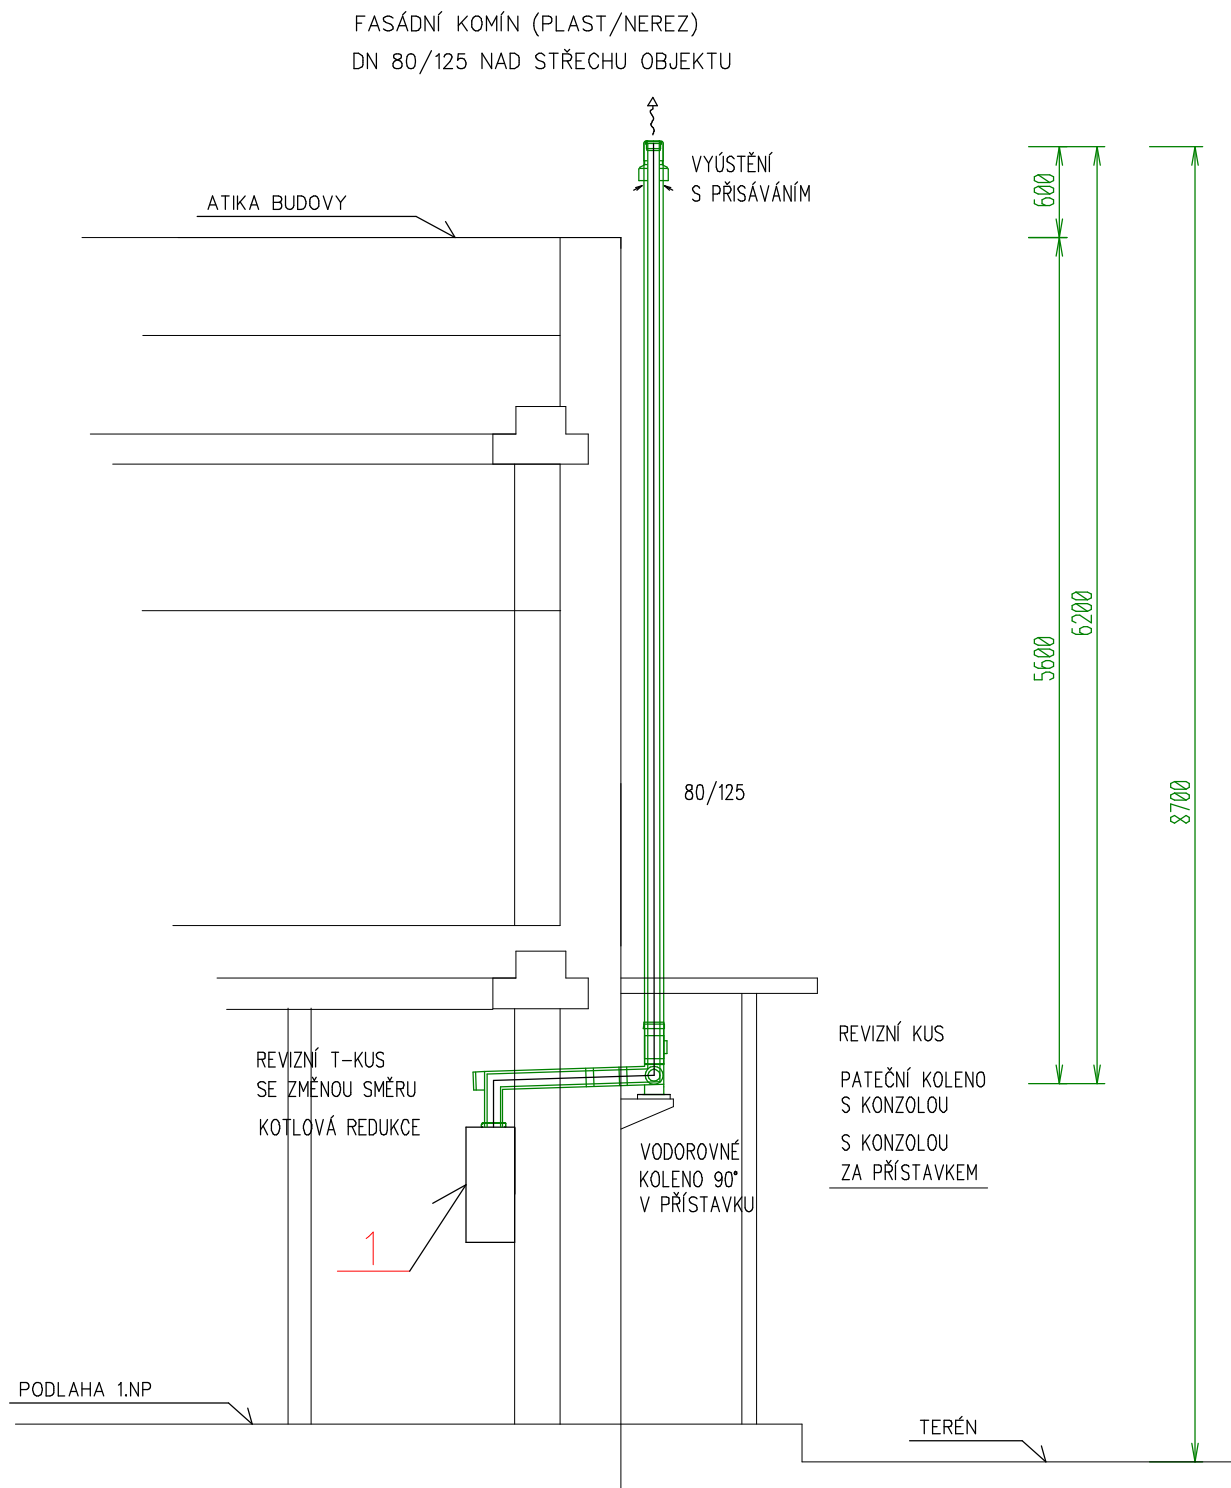 FASÁDNÍ KOMÍN (PLAST/NEREZ)
DN 80/125 NAD STŘECHU OBJEKTU
VYÚSTĚNÍ
S PŘISÁVÁNÍM
ATIKA BUDOVY
600
5600
6200
8700
80/125
REVIZNÍ T-KUS
SE ZMĚNOU SMĚRU
KOTLOVÁ REDUKCE
REVIZNÍ KUS
PATEČNÍ KOLENO
S KONZOLOU
S KONZOLOU
ZA PŘÍSTAVKEM
VODOROVNÉ
KOLENO 90°
V PŘÍSTAVKU
1
PODLAHA 1.NP
TERÉN